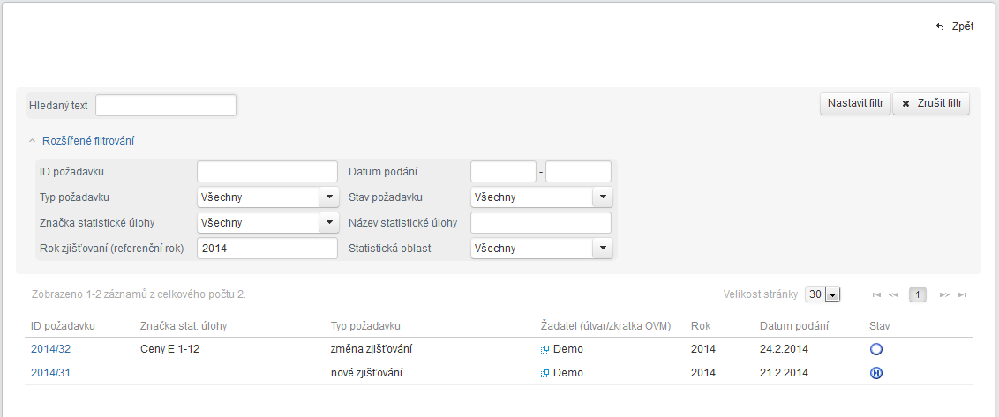 Zpět
Hledaný text
Nastavit filtr
Zrušit filtr
Rozšířené filtrování
ID požadavku Datum podání -
Typ požadavku Všechny Stav požadavku Všechny
Značka statistické úlohy Všechny Název statistické úlohy
Rok zjišťovaní (referenční rok) 2014 Statistická oblast Všechny
Zobrazeno 1-2 záznamů z celkového počtu 2. Velikost stránky 30 1
ID požadavku Značka stat. úlohy Typ požadavku Žadatel (útvar/zkratka OVM) Rok Datum podání Stav
2014/32 Ceny E 1-12 změna zjišťování Demo 2014 24.2.2014
2014/31 nové zjišťování Demo 2014 21.2.2014